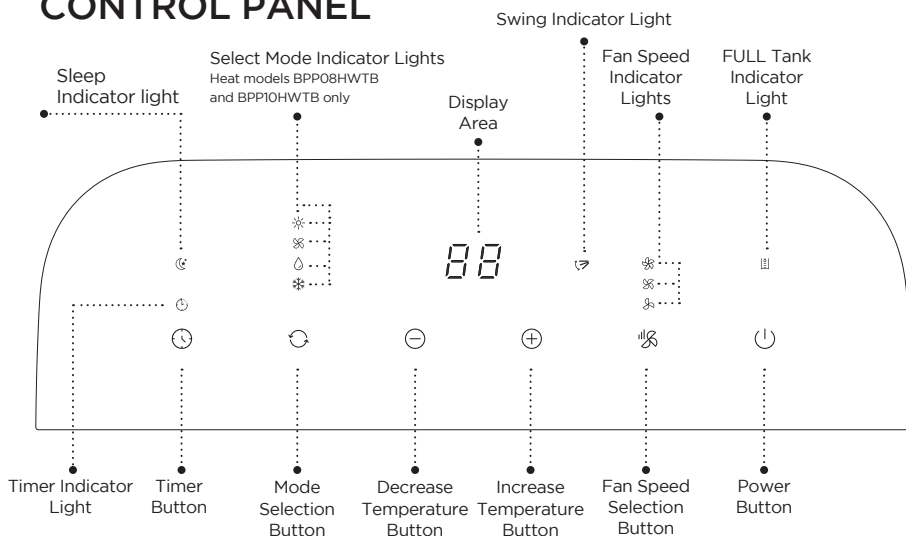 CONTROL PANEL
Swing Indicator Light
Select Mode Indicator Lights
Heat models BPP08HWTB
and BPP10HWTB only
Sleep
Indicator light
Display
Area
Fan Speed
Indicator
Lights
FULL Tank
Indicator
Light
88
Timer Indicator
Light
Timer
Button
Mode
Selection
Button
Decrease
Temperature
Button
Increase
Temperature
Button
Fan Speed
Selection
Button
Power
Button